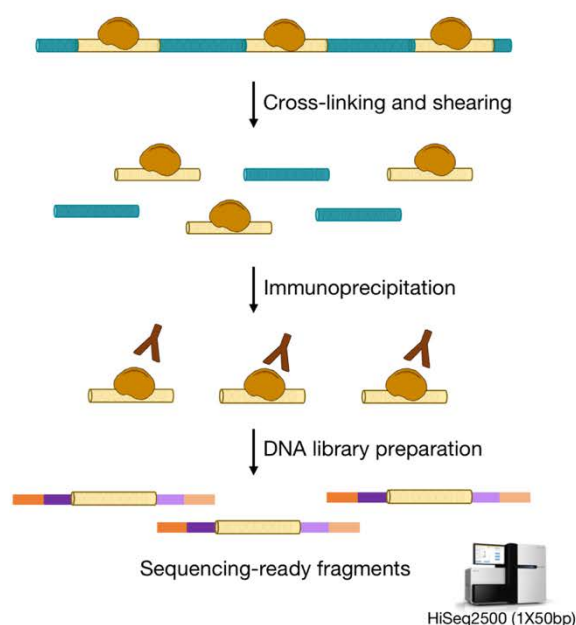 Cross-linking and shearing
Immunoprecipitation
DNA library preparation
Sequencing-ready fragments
HiSeq2500 (1X50bp)